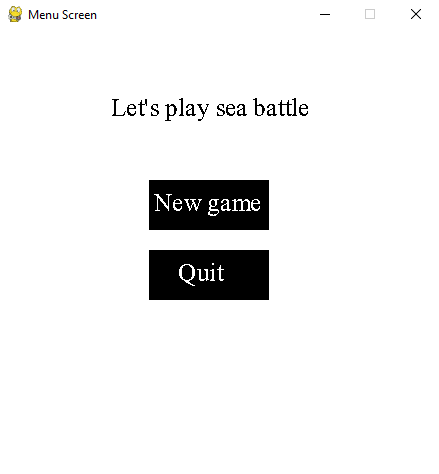 Menu Screen
Let's play sea battle
New game
Quit